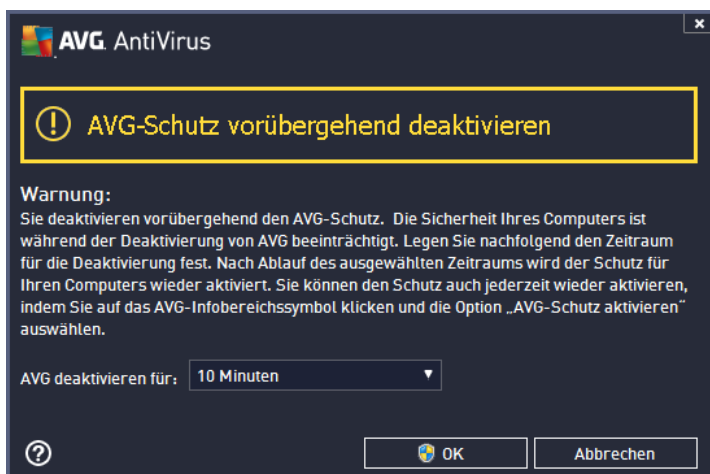 AVG. AntiVirus
AVG-Schutz vorübergehend deaktivieren
Warnung:
Sie deaktivieren vorübergehend den AVG-Schutz. Die Sicherheit Ihres Computers ist
während der Deaktivierung von AVG beeinträchtigt. Legen Sie nachfolgend den Zeitraum
für die Deaktivierung fest. Nach Ablauf des ausgewählten Zeitraums wird der Schutz für
Ihren Computers wieder aktiviert. Sie können den Schutz auch jederzeit wieder aktivieren,
indem Sie auf das AVG-Infobereichssymbol klicken und die Option „AVG-Schutz aktivieren“
auswählen.
AVG deaktivieren für: 10 Minuten
OK Abbrechen